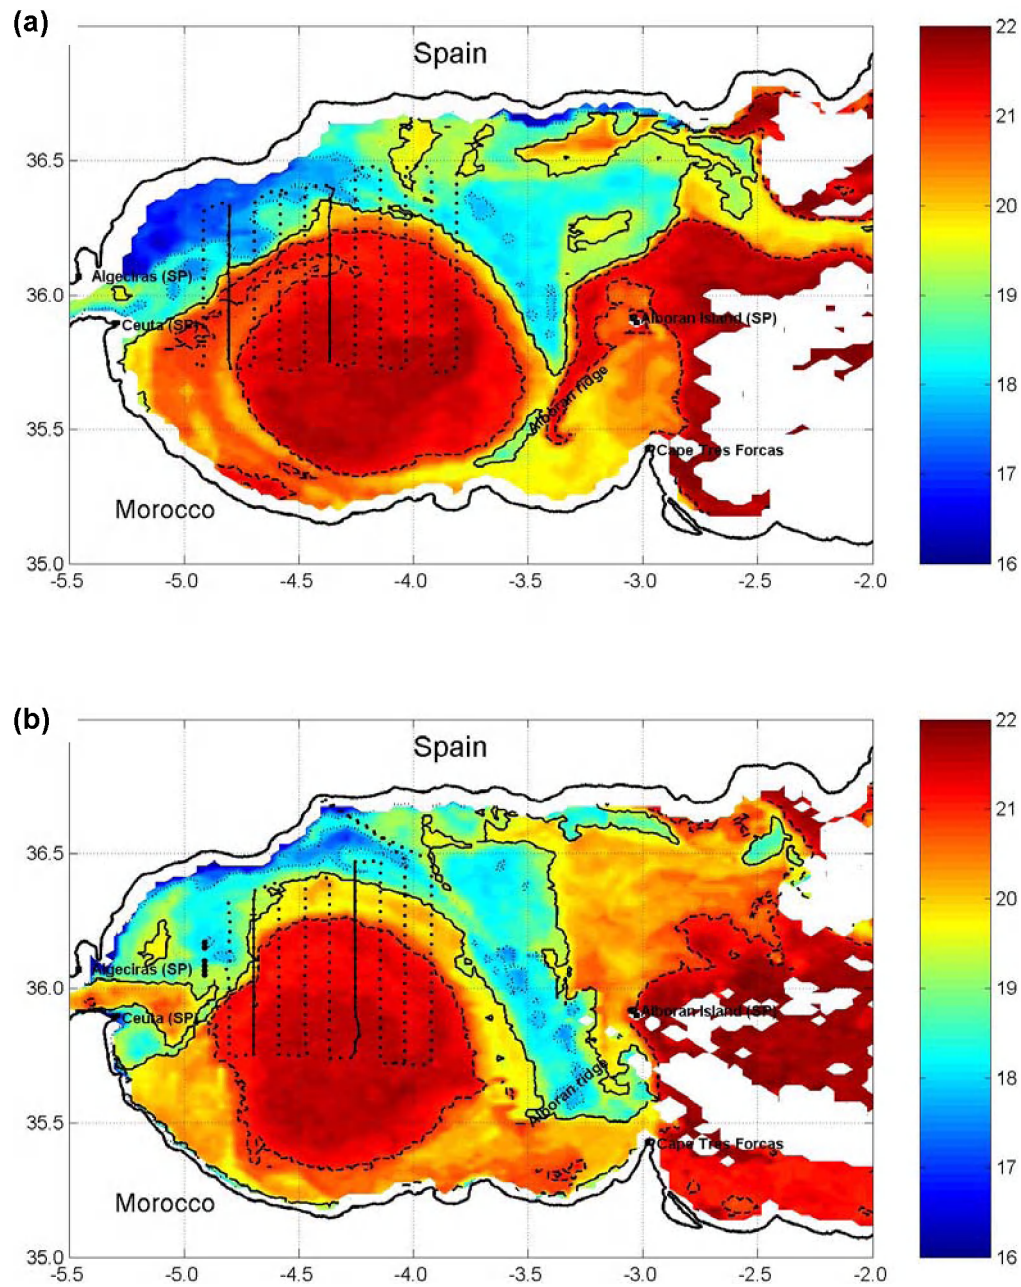 (a)
Spain
22
21
20
19
18
17
16
36.5
36.0
35.5
35.0
Algeciras (SP)
Ceuta (SP)
Alboran Island (SP)
Alboran ridge
Cape Tres Forcas
Morocco
-5.5 -5.0 -4.5 -4.0 -3.5 -3.0 -2.5 -2.0
(b)
Spain
22
21
20
19
18
17
16
36.5
36.0
35.5
35.0
Algeciras (SP)
Ceuta (SP)
Alboran Island (SP)
Alboran ridge
Cape Tres Forcas
Morocco
-5.5 -5.0 -4.5 -4.0 -3.5 -3.0 -2.5 -2.0